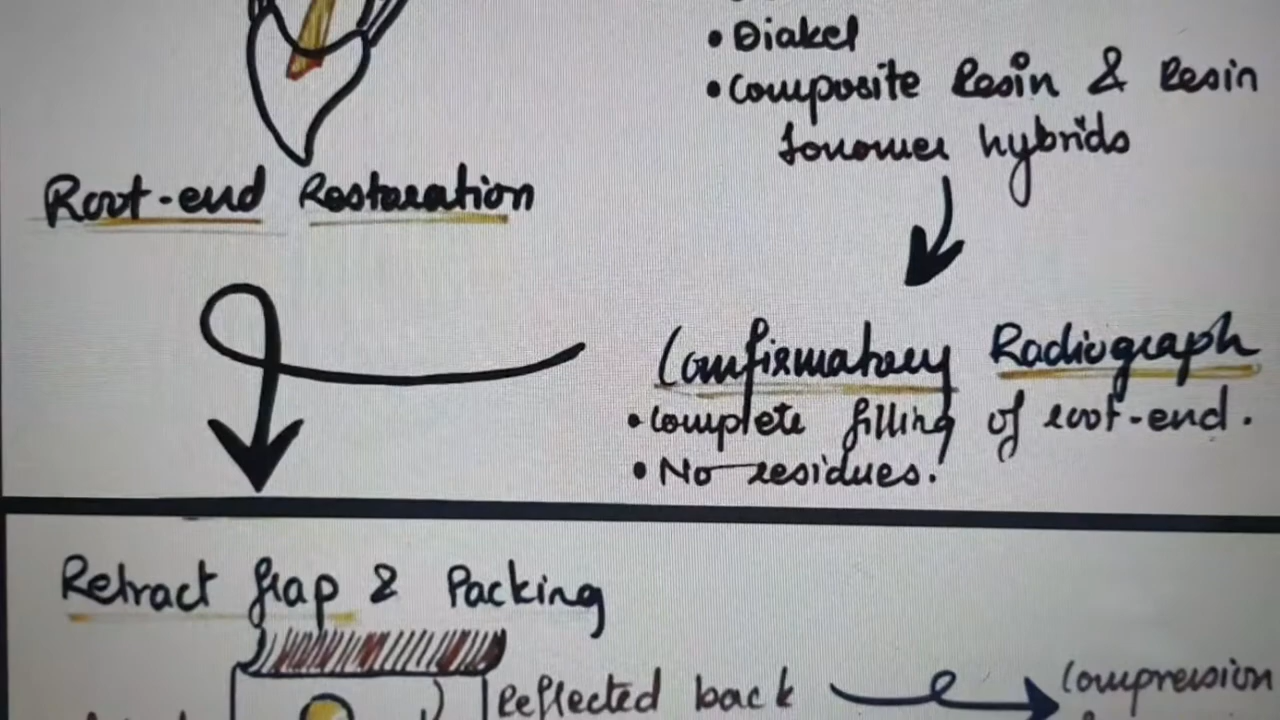 • Diaket
• Composite Resin & Resin
Ionomer hybrids
Root-end Restoration
Confirmatory Radiograph
• Complete filling of root-end.
• No residues.
Retract flap & Packing
Reflected back
Compression